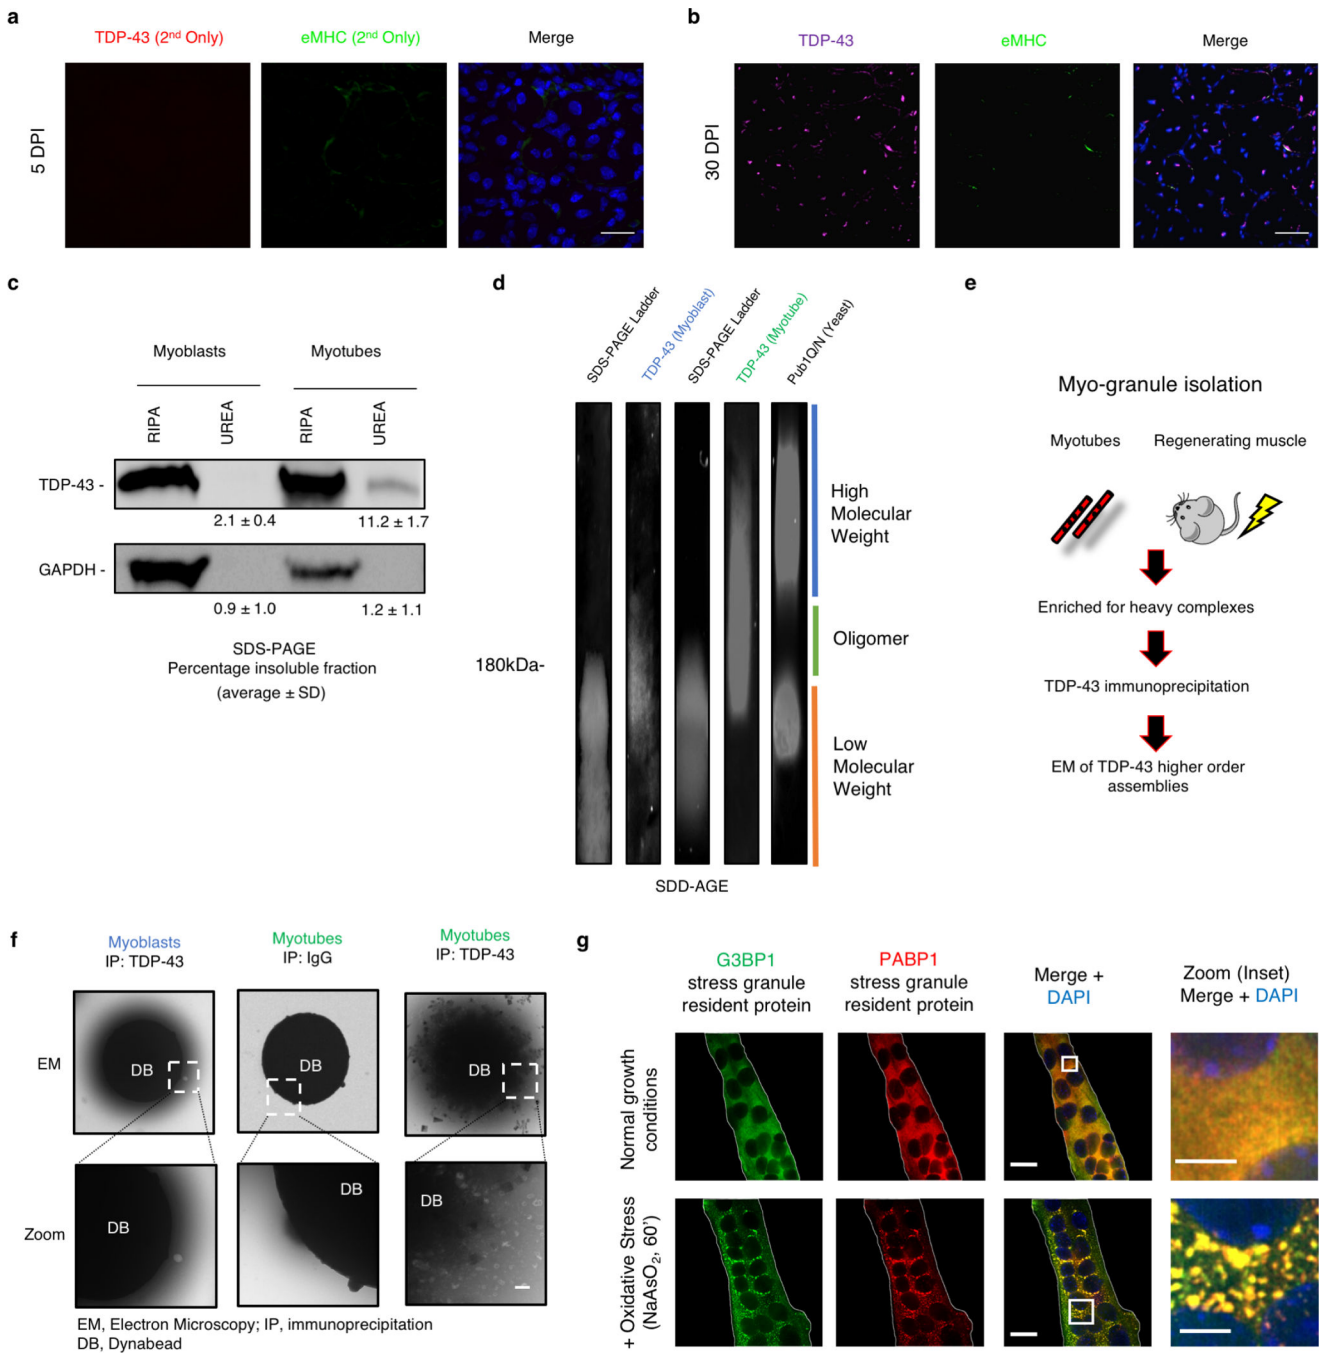 a
TDP-43 (2nd Only)
eMHC (2nd Only)
Merge
5 DPI
b
TDP-43
eMHC
Merge
30 DPI
c
Myoblasts
Myotubes
RIPA
UREA
RIPA
UREA
TDP-43 -
2.1 ± 0.4
11.2 ± 1.7
GAPDH -
0.9 ± 1.0
1.2 ± 1.1
SDS-PAGE
Percentage insoluble fraction
(average ± SD)
d
SDS-PAGE Ladder
TDP-43 (Myoblast)
SDS-PAGE Ladder
TDP-43 (Myotube)
Pub1Q/N (Yeast)
180kDa-
High
Molecular
Weight
Oligomer
Low
Molecular
Weight
SDD-AGE
e
Myo-granule isolation
Myotubes
Regenerating muscle
Enriched for heavy complexes
TDP-43 immunoprecipitation
EM of TDP-43 higher order
assemblies
f
Myoblasts
IP: TDP-43
Myotubes
IP: IgG
Myotubes
IP: TDP-43
EM
DB
DB
DB
Zoom
DB
DB
DB
EM, Electron Microscopy; IP, immunoprecipitation
DB, Dynabead
g
G3BP1
stress granule
resident protein
PABP1
stress granule
resident protein
Merge +
DAPI
Zoom (Inset)
Merge + DAPI
Normal growth
conditions
+ Oxidative Stress
(NaAsO₂, 60')